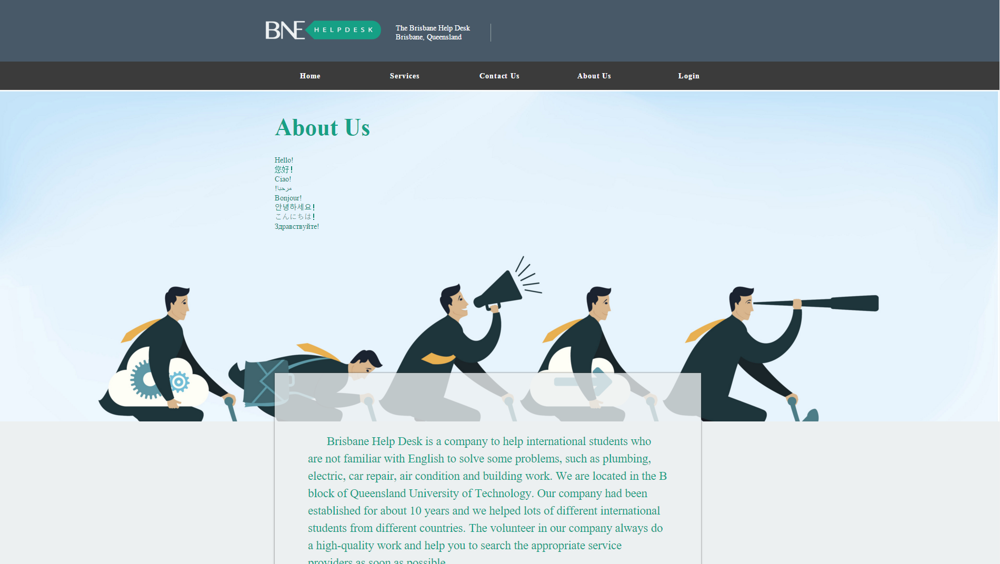 BNE HELPDESK
The Brisbane Help Desk
Brisbane, Queensland
Home Services Contact Us About Us Login
About Us
Hello!
您好!
Ciao!
مرحبا!
Bonjour!
안녕하세요!
こんにちは!
Здравствуйте!
Brisbane Help Desk is a company to help international students who
are not familiar with English to solve some problems, such as plumbing,
electric, car repair, air condition and building work. We are located in the B
block of Queensland University of Technology. Our company had been
established for about 10 years and we helped lots of different international
students from different countries. The volunteer in our company always do
a high-quality work and help you to search the appropriate service
providers as soon as possible.